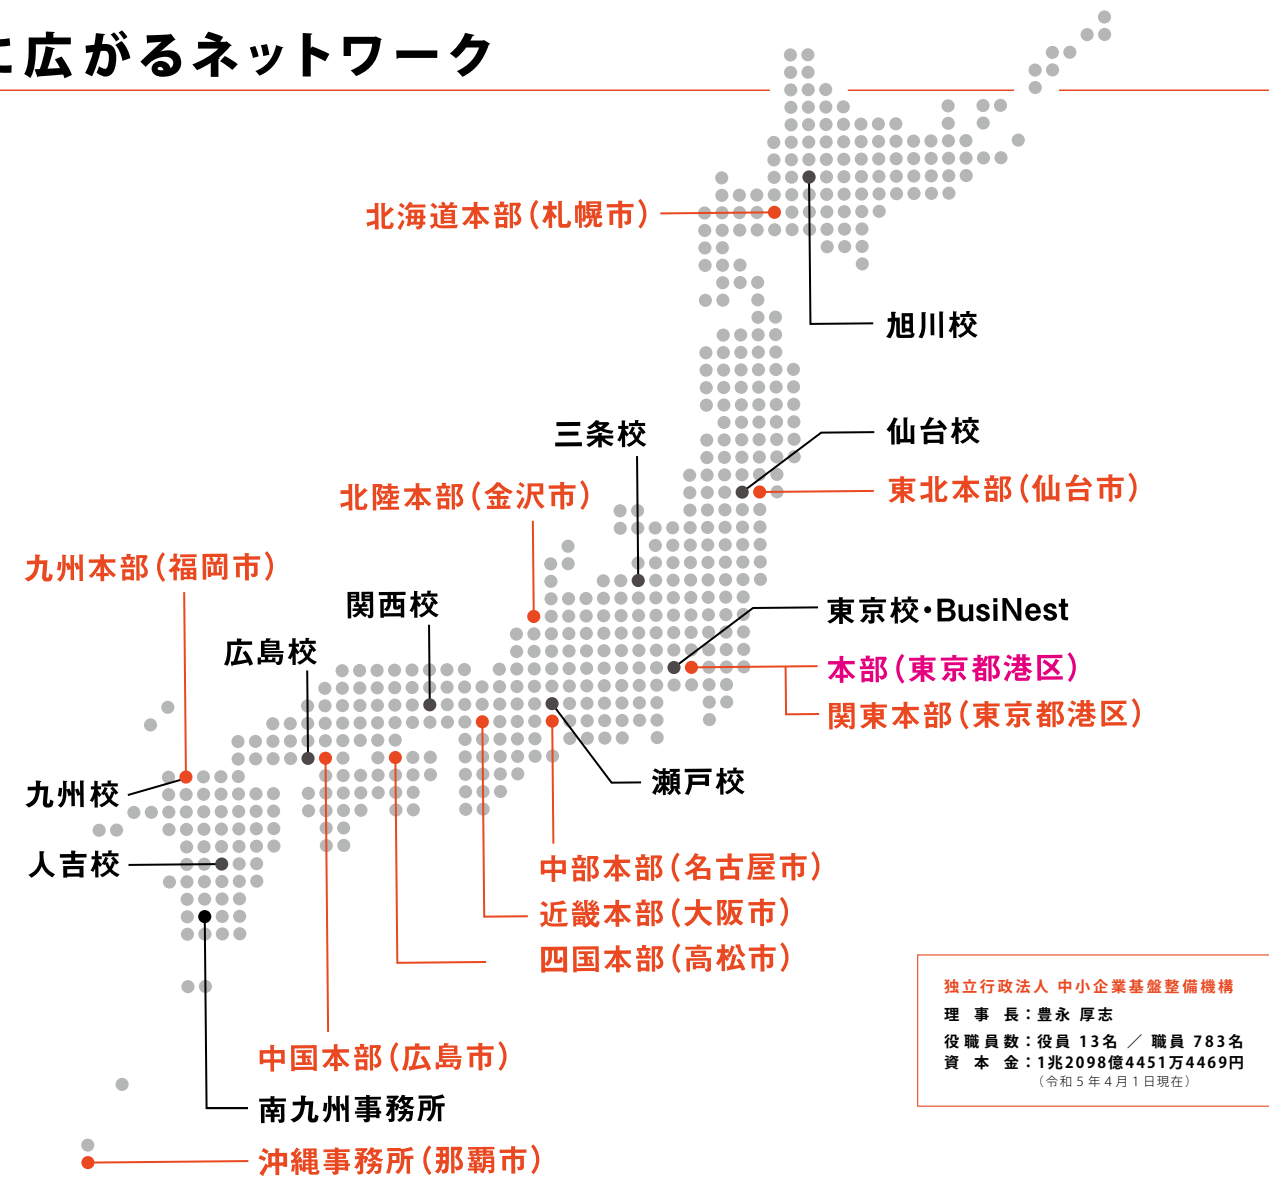 に広がるネットワーク
北海道本部(札幌市)
旭川校
三条校
仙台校
東北本部(仙台市)
北陸本部(金沢市)
九州本部(福岡市)
関西校
東京校・BusiNest
広島校
本部(東京都港区)
関東本部(東京都港区)
九州校
瀬戸校
人吉校
中部本部(名古屋市)
近畿本部(大阪市)
四国本部(高松市)
中国本部(広島市)
南九州事務所
沖縄事務所(那覇市)
独立行政法人 中小企業基盤整備機構
理 事 長：豊永 厚志
役職員数：役員 13名 ／ 職員 783名
資 本 金：1兆2098億4451万4469円
（令和5年4月1日現在）